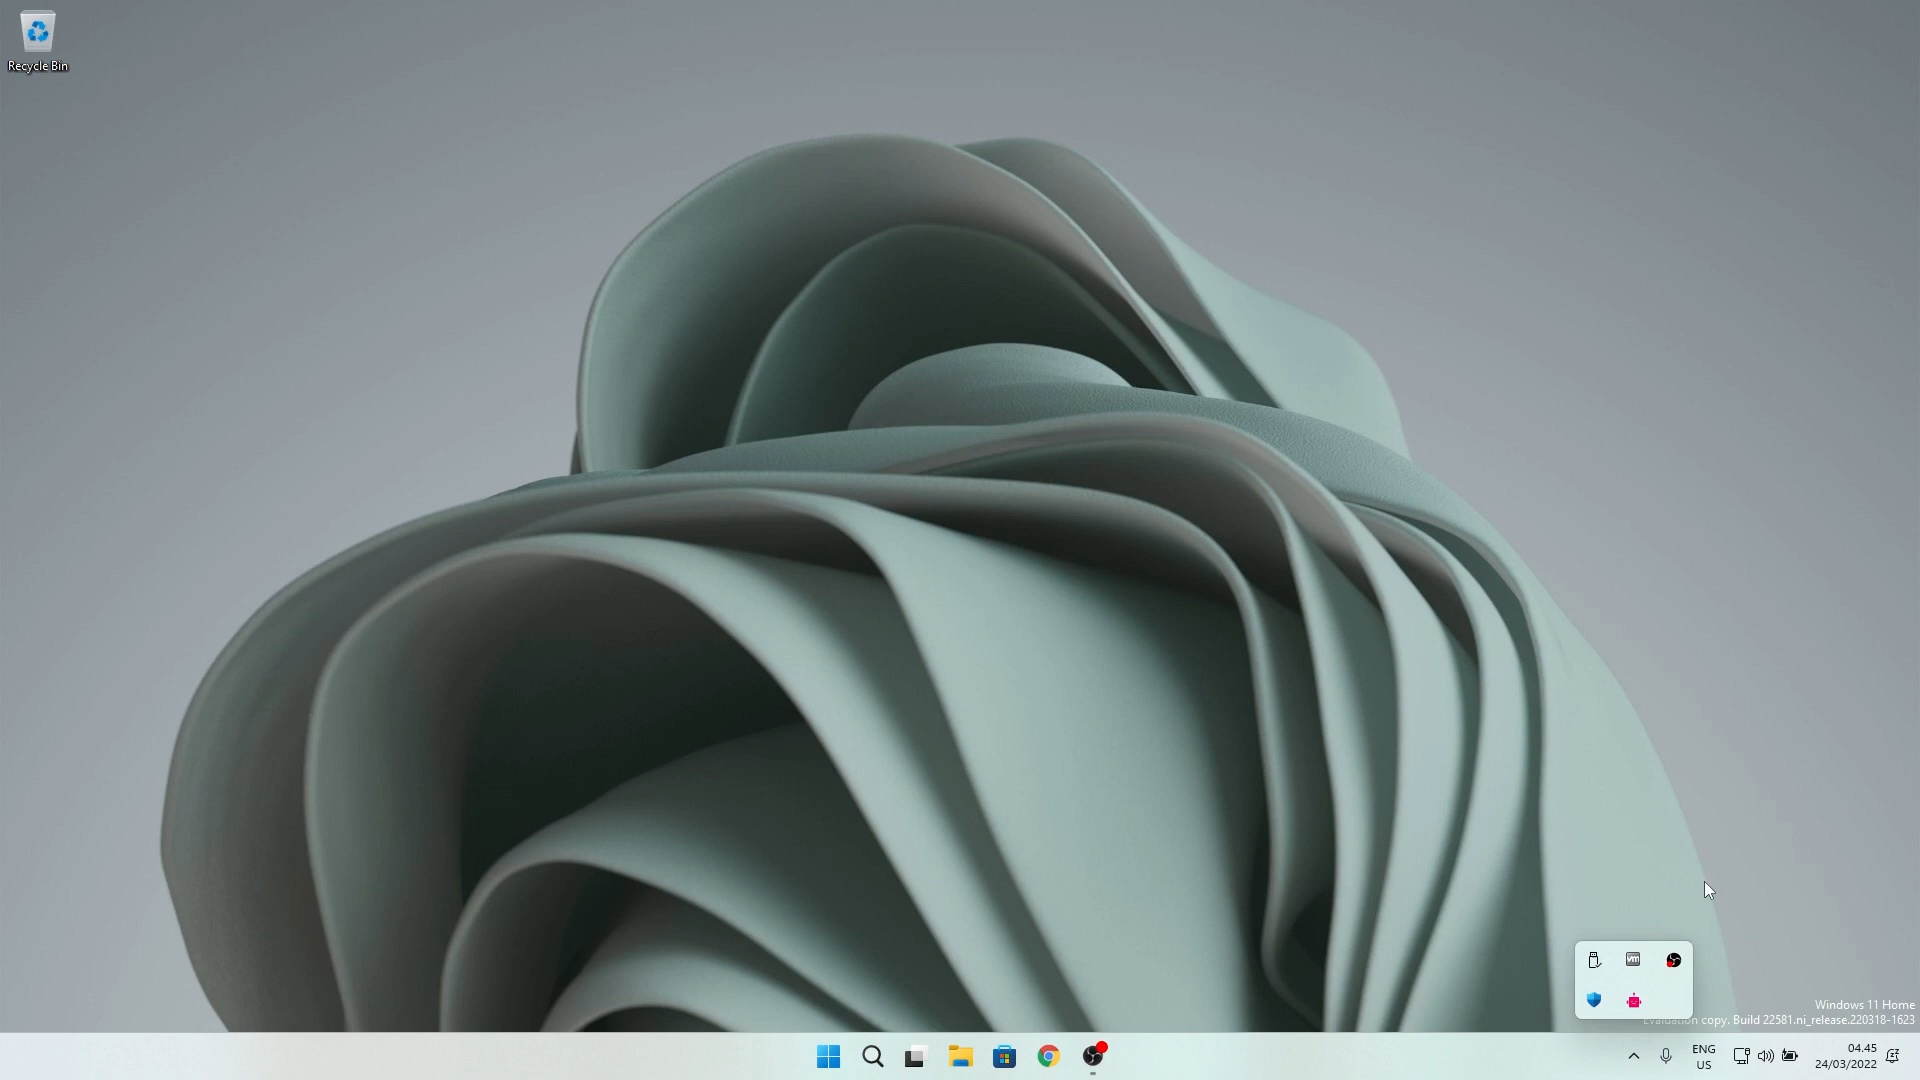 Recycle Bin
vm
Windows 11 Home
Evaluation copy. Build 22581.ni_release.220318-1623
ENG
US
04.45
24/03/2022